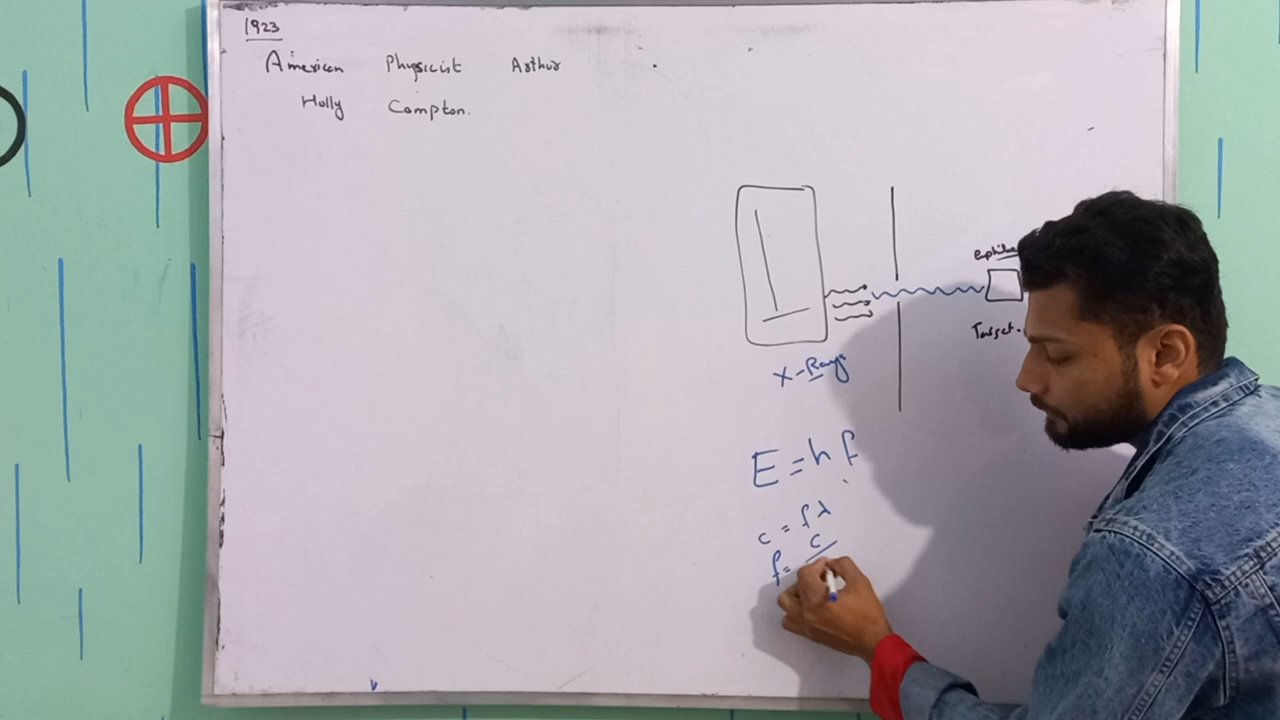 1923
American Physicist Arthur
Holly Compton.
Target.
X-Rays
E = h f
c = f λ
f = c